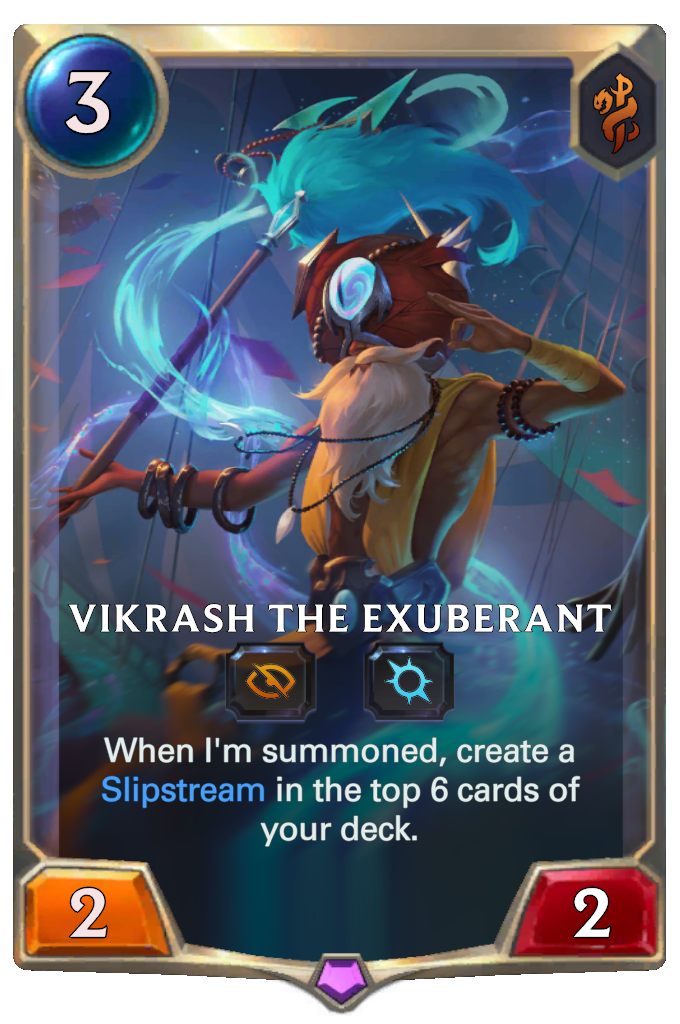 3
VIKRASH THE EXUBERANT
When I'm summoned, create a
Slipstream in the top 6 cards of
your deck.
2
2